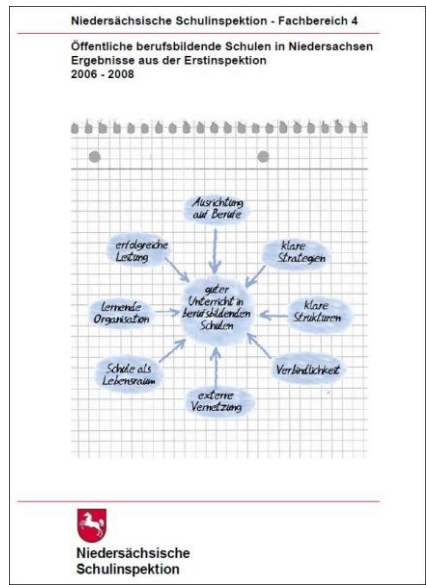 Niedersächsische Schulinspektion - Fachbereich 4
Öffentliche berufsbildende Schulen in Niedersachsen
Ergebnisse aus der Erstinspektion
2006 - 2008
Ausrichtung
auf Berufe
erfolgreiche
Leitung
klare
Strategien
guter
Unterricht in
berufsbildenden
Schulen
lernende
Organisation
klare
Strukturen
Schule als
Lebensraum
Verbindlichkeit
externe
Vernetzung
Niedersächsische
Schulinspektion